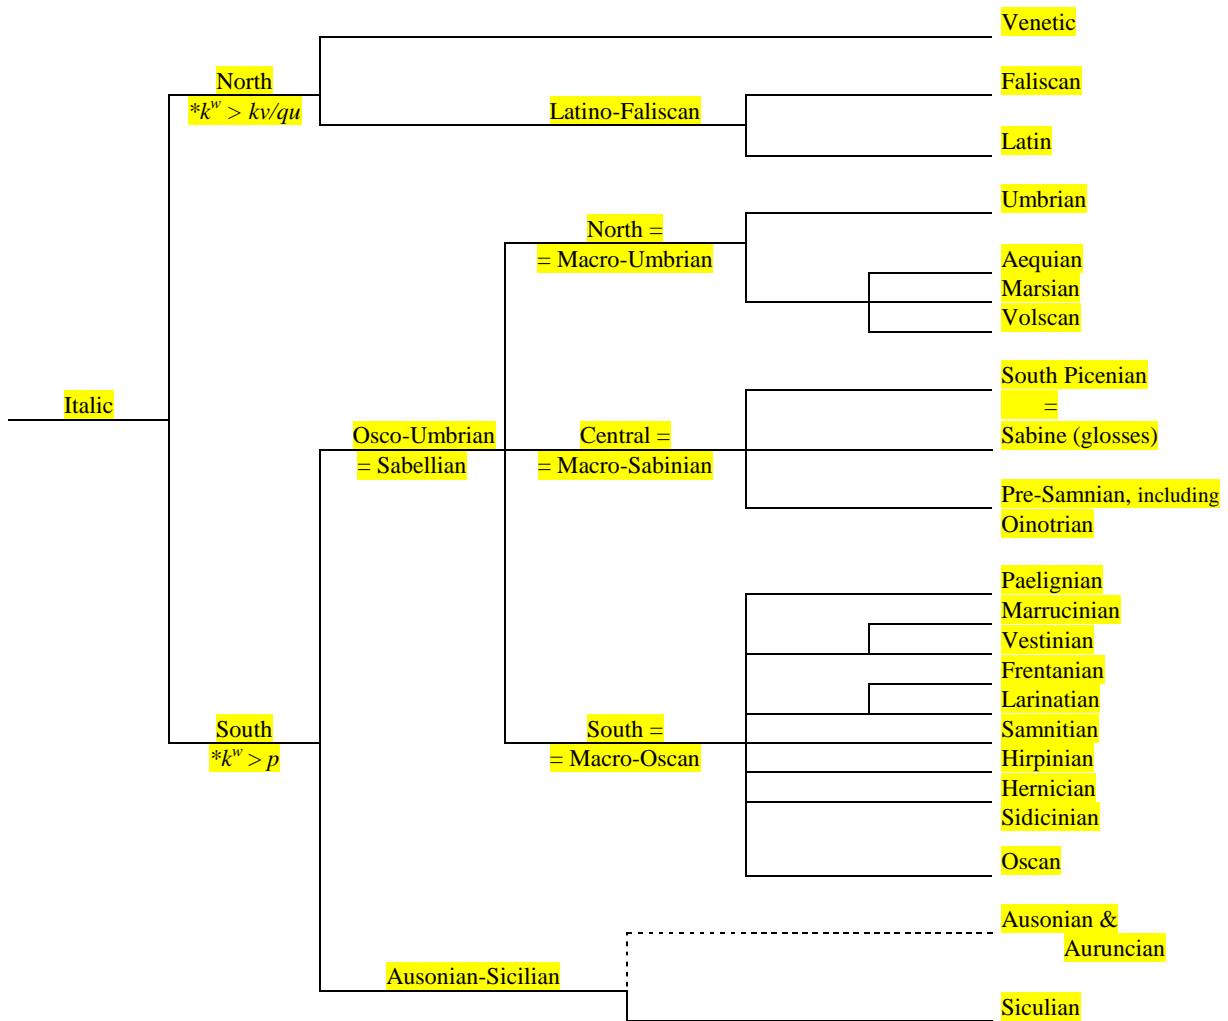 Venetic
North
*kʷ > kv/qu
Faliscan
Latino-Faliscan
Latin
Umbrian
North =
= Macro-Umbrian
Aequian
Marsian
Volscan
South Picenian
=
Italic
Osco-Umbrian
= Sabellian
Central =
= Macro-Sabinian
Sabine (glosses)
Pre-Samnian, including
Oinotrian
Paelignian
Marrucinian
Vestinian
Frentanian
Larinatian
South
*kʷ > p
South =
= Macro-Oscan
Samnitian
Hirpinian
Hernician
Sidicinian
Oscan
Ausonian &
Auruncian
Ausonian-Sicilian
Siculian